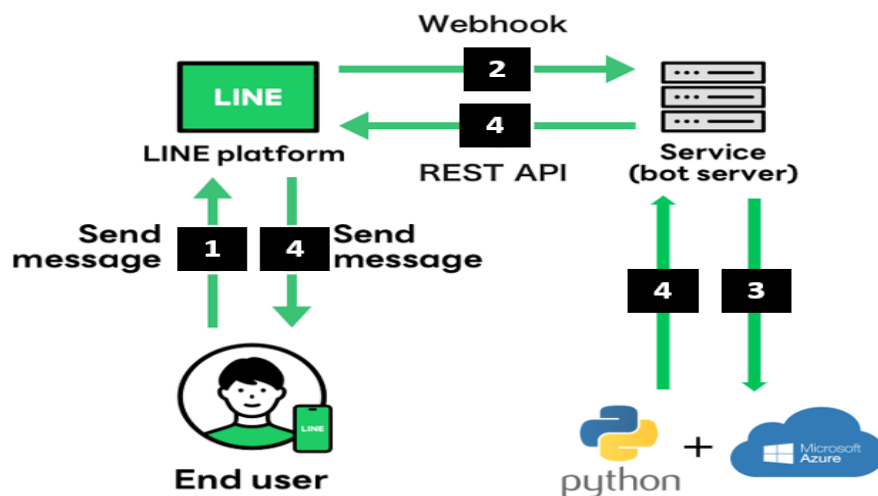 Webhook
2
LINE
4
LINE platform
REST API
Service
(bot server)
Send
message
1
4
Send
message
4
3
LINE
End user
python
+
Microsoft
Azure